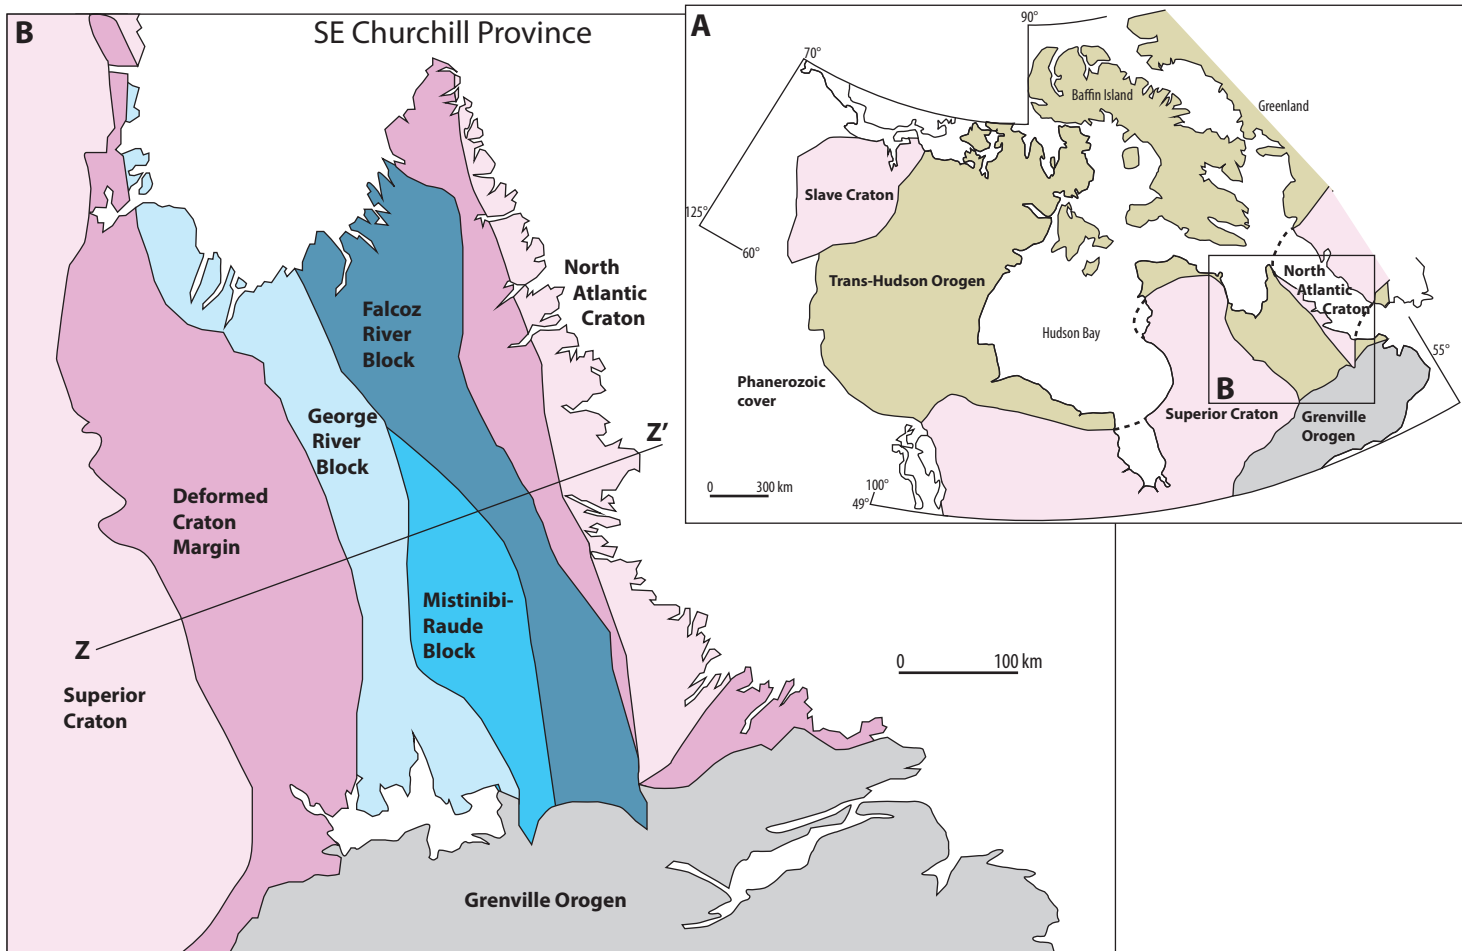 B
SE Churchill Province
North
Atlantic
Craton
Falcoz
River
Block
George
River
Block
Z'
Deformed
Craton
Margin
Mistinibi-
Raude
Block
Z
Superior
Craton
0 100 km
Grenville Orogen
A
90°
70°
Baffin Island
Greenland
Slave Craton
125°
60°
Trans-Hudson Orogen
North
Atlantic
Craton
Hudson Bay
55°
Phanerozoic
cover
B
Superior Craton
Grenville
Orogen
0 300 km
100°
49°